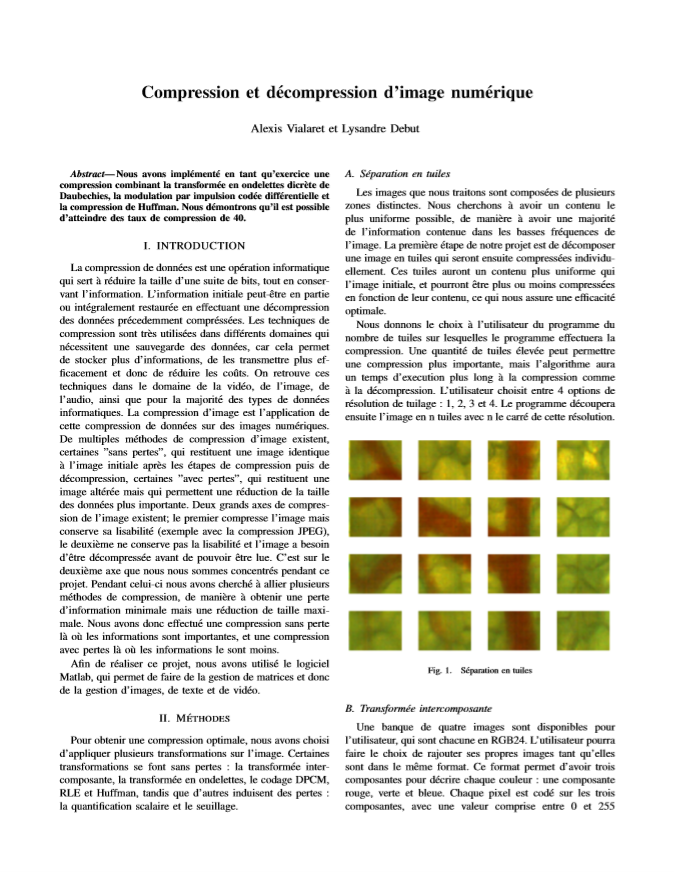 Compression et décompression d'image numérique
Alexis Vialaret et Lysandre Debut
Abstract—Nous avons implémenté en tant qu'exercice une
compression combinant la transformée en ondelettes dicrète de
Daubechies, la modulation par impulsion codée différentielle et
la compression de Huffman. Nous démontrons qu'il est possible
d'atteindre des taux de compression de 40.
I. INTRODUCTION
La compression de données est une opération informatique
qui sert à réduire la taille d'une suite de bits, tout en conser-
vant l'information. L'information initiale peut-être en partie
ou intégralement restaurée en effectuant une décompression
des données précedemment compréssées. Les techniques de
compression sont très utilisées dans différents domaines qui
nécessitent une sauvegarde des données, car cela permet
de stocker plus d'informations, de les transmettre plus ef-
ficacement et donc de réduire les coûts. On retrouve ces
techniques dans le domaine de la vidéo, de l'image, de
l'audio, ainsi que pour la majorité des types de données
informatiques. La compression d'image est l'application de
cette compression de données sur des images numériques.
De multiples méthodes de compression d'image existent,
certaines "sans pertes", qui restituent une image identique
à l'image initiale après les étapes de compression puis de
décompression, certaines "avec pertes", qui restituent une
image altérée mais qui permettent une réduction de la taille
des données plus importante. Deux grands axes de compres-
sion de l'image existent; le premier compresse l'image mais
conserve sa lisabilité (exemple avec la compression JPEG),
le deuxième ne conserve pas la lisabilité et l'image a besoin
d'être décompressée avant de pouvoir être lue. C'est sur le
deuxième axe que nous nous sommes concentrés pendant ce
projet. Pendant celui-ci nous avons cherché à allier plusieurs
méthodes de compression, de manière à obtenir une perte
d'information minimale mais une réduction de taille maxi-
male. Nous avons donc effectué une compression sans perte
là où les informations sont importantes, et une compression
avec pertes là où les informations le sont moins.
Afin de réaliser ce projet, nous avons utilisé le logiciel
Matlab, qui permet de faire de la gestion de matrices et donc
de la gestion d'images, de texte et de vidéo.
II. MÉTHODES
Pour obtenir une compression optimale, nous avons choisi
d'appliquer plusieurs transformations sur l'image. Certaines
transformations se font sans pertes : la transformée inter-
composante, la transformée en ondelettes, le codage DPCM,
RLE et Huffman, tandis que d'autres induisent des pertes :
la quantification scalaire et le seuillage.
A. Séparation en tuiles
Les images que nous traitons sont composées de plusieurs
zones distinctes. Nous cherchons à avoir un contenu le
plus uniforme possible, de manière à avoir une majorité
de l'information contenue dans les basses fréquences de
l'image. La première étape de notre projet est de décomposer
une image en tuiles qui seront ensuite compressées individu-
ellement. Ces tuiles auront un contenu plus uniforme qui
l'image initiale, et pourront être plus ou moins compressées
en fonction de leur contenu, ce qui nous assure une efficacité
optimale.
Nous donnons le choix à l'utilisateur du programme du
nombre de tuiles sur lesquelles le programme effectuera la
compression. Une quantité de tuiles élevée peut permettre
une compression plus importante, mais l'algorithme aura
un temps d'execution plus long à la compression comme
à la décompression. L'utilisateur choisit entre 4 options de
résolution de tuilage : 1, 2, 3 et 4. Le programme découpera
ensuite l'image en n tuiles avec n le carré de cette résolution.
Fig. 1. Séparation en tuiles
B. Transformée intercomposante
Une banque de quatre images sont disponibles pour
l'utilisateur, qui sont chacune en RGB24. L'utilisateur pourra
faire le choix de rajouter ses propres images tant qu'elles
sont dans le même format. Ce format permet d'avoir trois
composantes pour décrire chaque couleur : une composante
rouge, verte et bleue. Chaque pixel est codé sur les trois
composantes, avec une valeur comprise entre 0 et 255